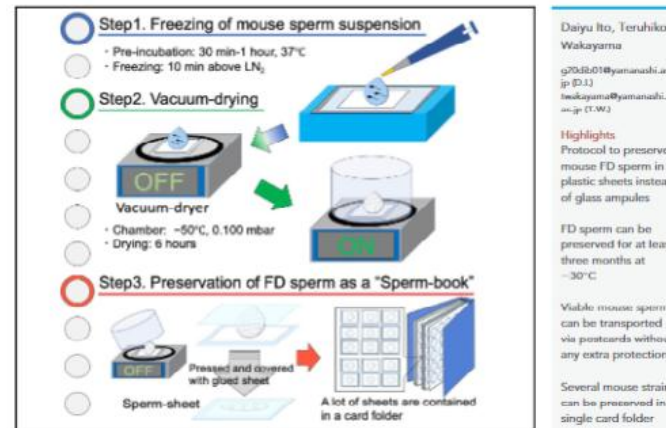 Step1. Freezing of mouse sperm suspension
· Pre-incubation: 30 min-1 hour, 37℃
· Freezing: 10 min above LN₂
Step2. Vacuum-drying
OFF
Vacuum-dryer
· Chamber: −50℃, 0.100 mbar
· Drying: 6 hours
ON
Step3. Preservation of FD sperm as a "Sperm-book"
OFF
Pressed and covered
with glued sheet
Sperm-sheet
A lot of sheets are contained
in a card folder
Daiyu Ito, Teruhiko
Wakayama
jp (D.I.)
(T.W.)
Highlights
Protocol to preserve
mouse FD sperm in
plastic sheets instea
of glass ampules
FD sperm can be
preserved for at leas
three months at
−30°C
Viable mouse sperm
can be transported
via postcards withou
any extra protection
Several mouse strain
can be preserved in
single card folder